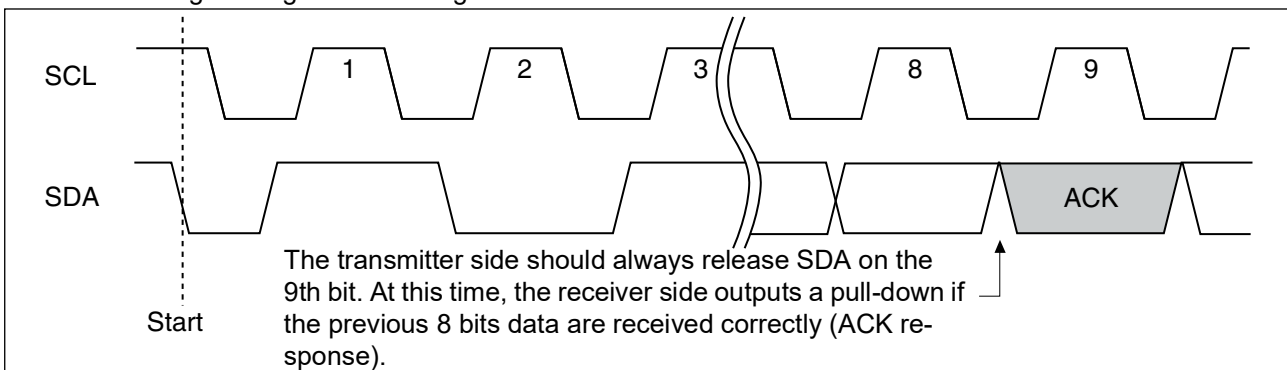 SCL
1
2
3
8
9
SDA
ACK
The transmitter side should always release SDA on the
9th bit. At this time, the receiver side outputs a pull-down if
Start
the previous 8 bits data are received correctly (ACK re-
sponse).